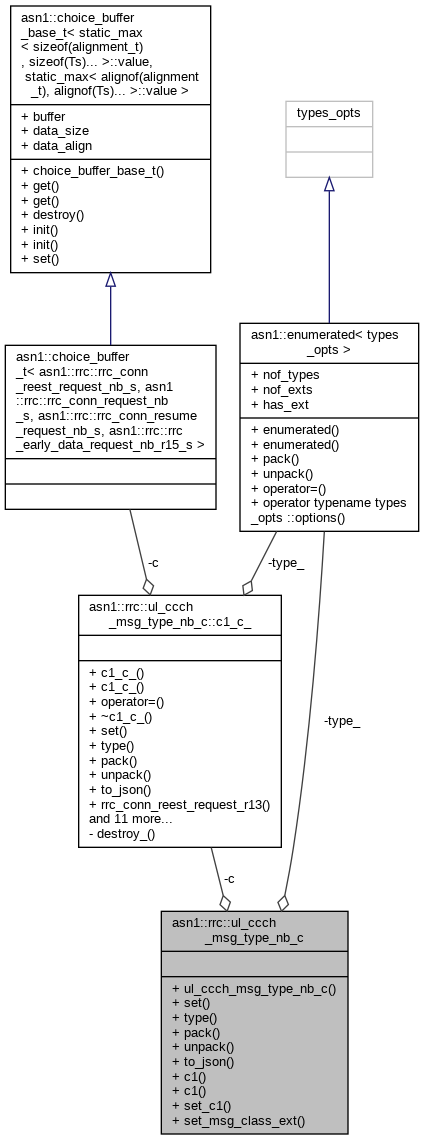 asn1::choice_buffer
_base_t< static_max
< sizeof(alignment_t)
, sizeof(Ts)... >::value,
static_max< alignof(alignment
_t), alignof(Ts)... >::value >
+ buffer
+ data_size
+ data_align
+ choice_buffer_base_t()
+ get()
+ get()
+ destroy()
+ init()
+ init()
+ set()
types_opts
asn1::choice_buffer
_t< asn1::rrc::rrc_conn
_reest_request_nb_s, asn1
::rrc::rrc_conn_request_nb
_s, asn1::rrc::rrc_conn_resume
_request_nb_s, asn1::rrc::rrc
_early_data_request_nb_r15_s >
asn1::enumerated< types
_opts >
+ nof_types
+ nof_exts
+ has_ext
+ enumerated()
+ enumerated()
+ pack()
+ unpack()
+ operator=()
+ operator typename types
_opts ::options()
-c
-type_
asn1::rrc::ul_ccch
_msg_type_nb_c::c1_c_
+ c1_c_()
+ c1_c_()
+ operator=()
+ ~c1_c_()
+ set()
+ type()
+ pack()
+ unpack()
+ to_json()
+ rrc_conn_reest_request_r13()
and 11 more...
- destroy_()
-type_
-c
asn1::rrc::ul_ccch
_msg_type_nb_c
+ ul_ccch_msg_type_nb_c()
+ set()
+ type()
+ pack()
+ unpack()
+ to_json()
+ c1()
+ c1()
+ set_c1()
+ set_msg_class_ext()